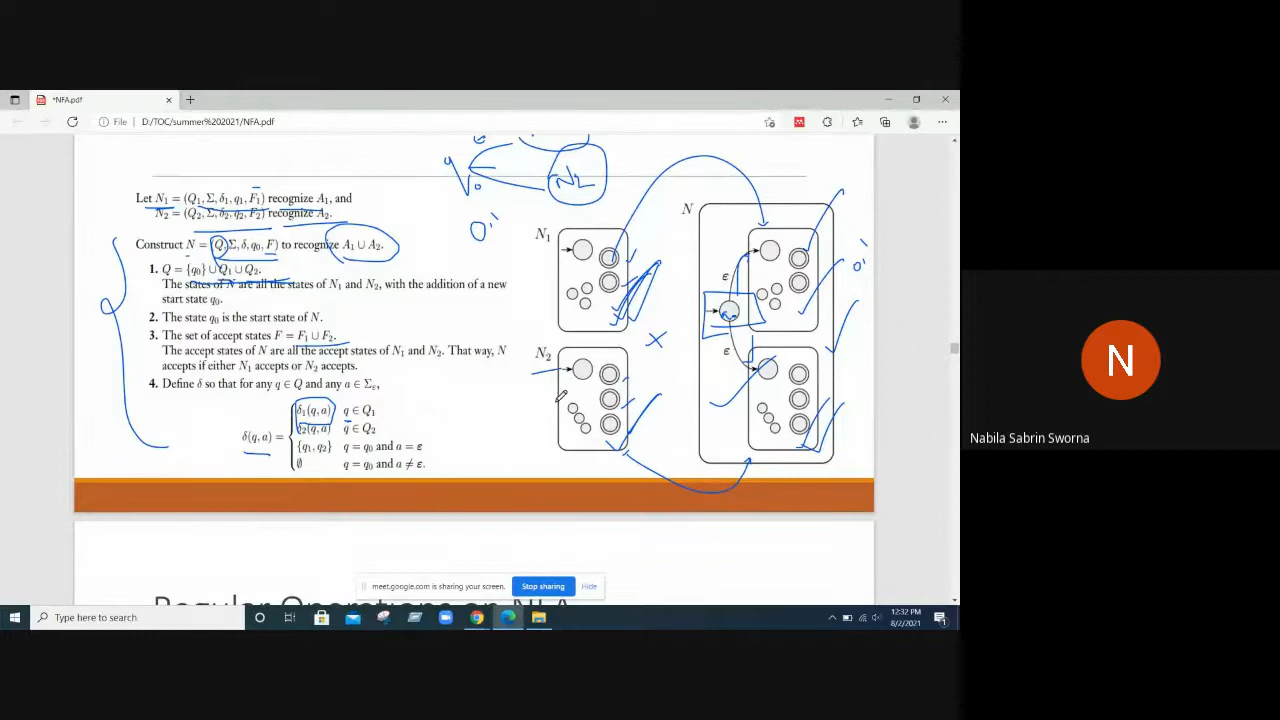 *NFA.pdf
File | D:/TOC/summer%202021/NFA.pdf
N2
Let N1 = (Q1, Σ, δ1, q1, F1) recognize A1, and
N2 = (Q2, Σ, δ2, q2, F2) recognize A2.
Construct N = (Q, Σ, δ, q0, F) to recognize A1 ∪ A2.
1. Q = {q0} ∪ Q1 ∪ Q2.
The states of N are all the states of N1 and N2, with the addition of a new
start state q0.
2. The state q0 is the start state of N.
3. The set of accept states F = F1 ∪ F2.
The accept states of N are all the accept states of N1 and N2. That way, N
accepts if either N1 accepts or N2 accepts.
4. Define δ so that for any q ∈ Q and any a ∈ Σε,
δ(q, a) =
δ1(q, a) q ∈ Q1
δ2(q, a) q ∈ Q2
{q1, q2} q = q0 and a = ε
∅ q = q0 and a ≠ ε.
N1
N2
N
ε
ε
meet.google.com is sharing your screen.
Stop sharing
Hide
Regular Operations on NFA
Type here to search
12:32 PM
8/2/2021
N
Nabila Sabrin Sworna